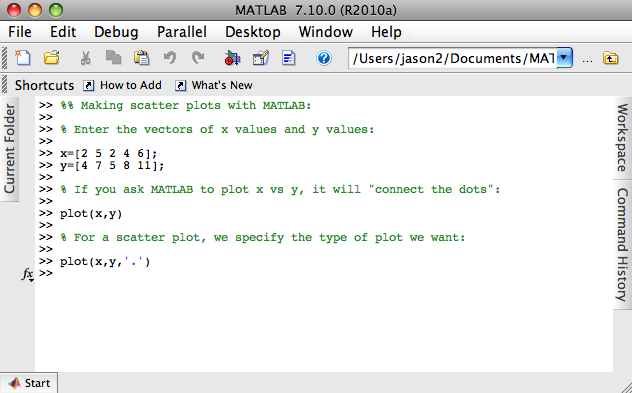 MATLAB 7.10.0 (R2010a)
File Edit Debug Parallel Desktop Window Help
/Users/jason2/Documents/MAT
...
Shortcuts How to Add What's New
Current Folder
>> %% Making scatter plots with MATLAB:
>>
>> % Enter the vectors of x values and y values:
>>
>> x=[2 5 2 4 6];
>> y=[4 7 5 8 11];
>>
>> % If you ask MATLAB to plot x vs y, it will "connect the dots":
>>
>> plot(x,y)
>>
>> % For a scatter plot, we specify the type of plot we want:
>>
>> plot(x,y,'.')
fx >>
Workspace
Command History
Start